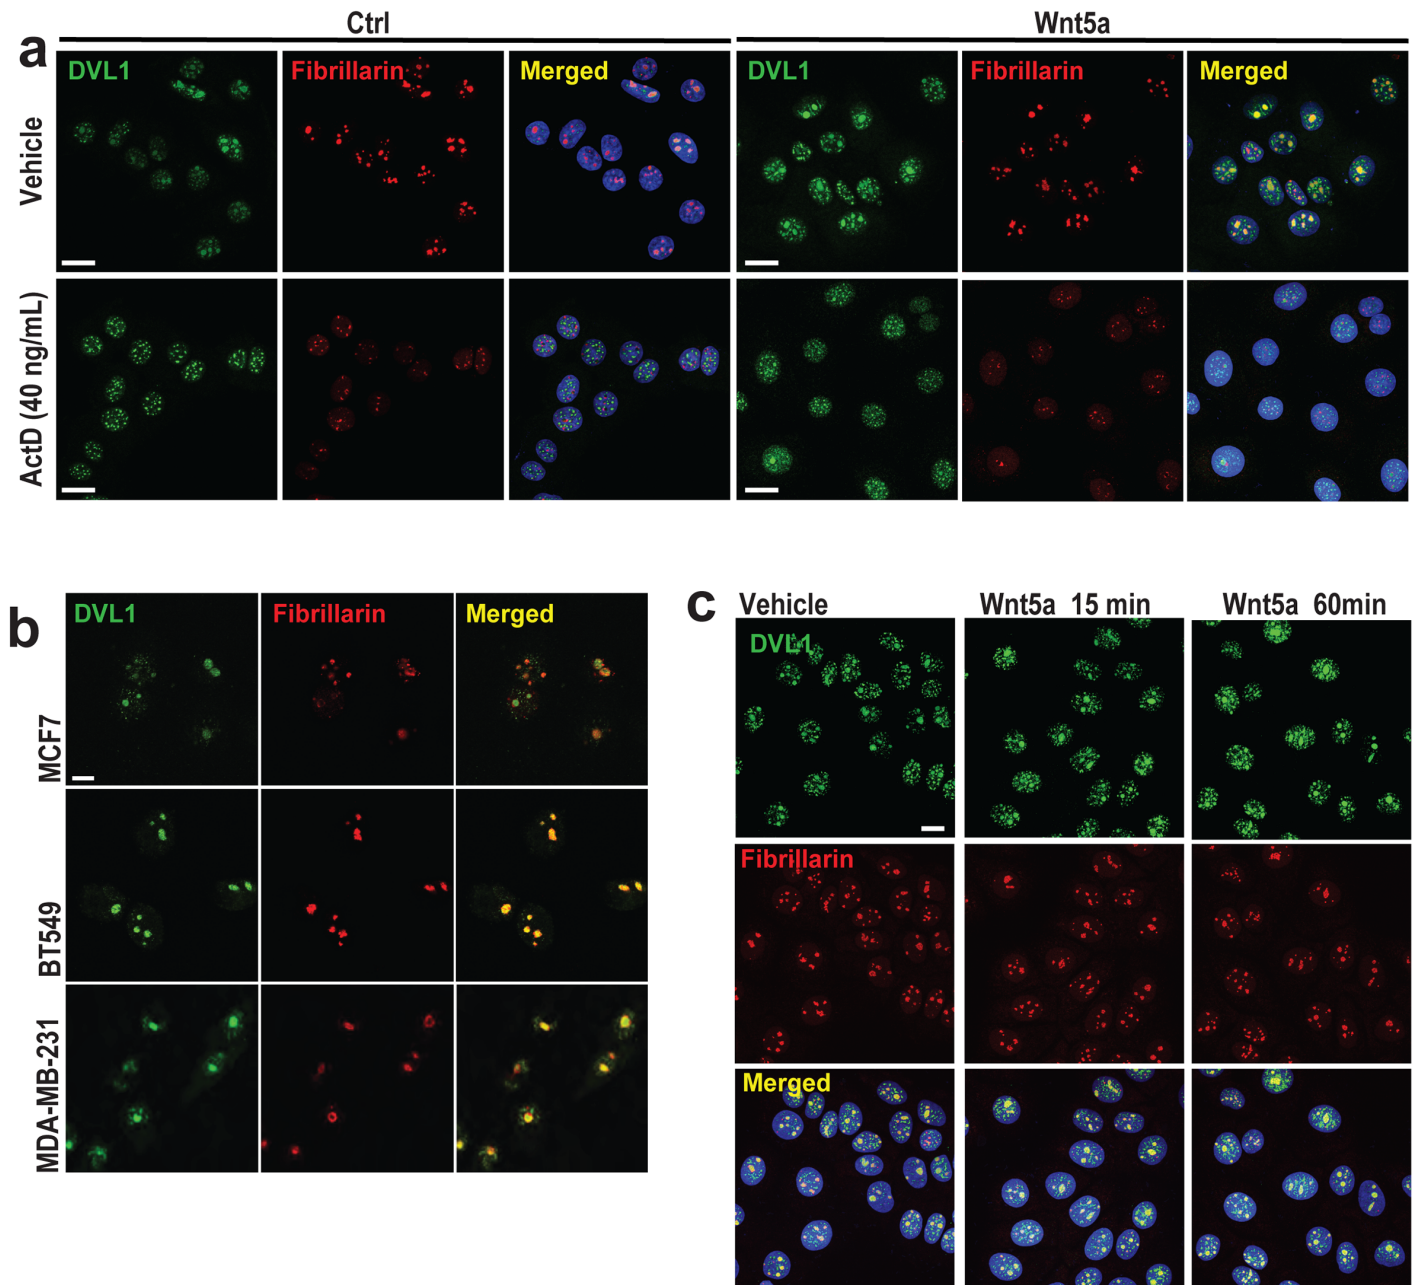 a
Ctrl
Wnt5a
Vehicle
DVL1
Fibrillarin
Merged
DVL1
Fibrillarin
Merged
ActD (40 ng/mL)
b
DVL1
Fibrillarin
Merged
MCF7
BT549
MDA-MB-231
c
Vehicle
Wnt5a 15 min
Wnt5a 60min
DVL1
Fibrillarin
Merged